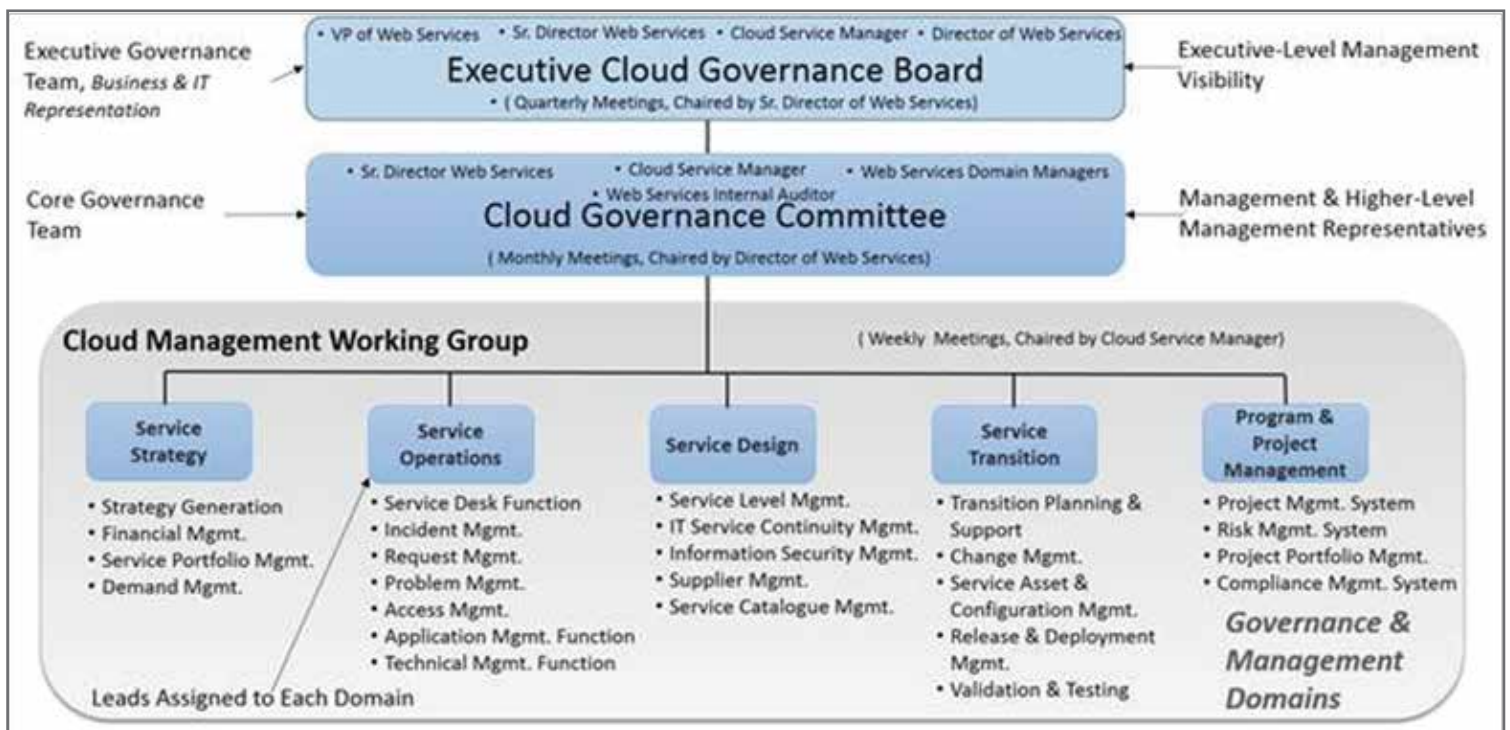 • VP of Web Services • Sr. Director Web Services • Cloud Service Manager • Director of Web Services
Executive Governance
Team, Business & IT
Representation
Executive Cloud Governance Board
• ( Quarterly Meetings, Chaired by Sr. Director of Web Services)
Executive-Level Management
Visibility
• Sr. Director Web Services • Cloud Service Manager • Web Services Domain Managers
• Web Services Internal Auditor
Core Governance
Team
Cloud Governance Committee
( Monthly Meetings, Chaired by Director of Web Services)
Management & Higher-Level
Management Representatives
Cloud Management Working Group
( Weekly Meetings, Chaired by Cloud Service Manager)
Service
Strategy
• Strategy Generation
• Financial Mgmt.
• Service Portfolio Mgmt.
• Demand Mgmt.
Service
Operations
• Service Desk Function
• Incident Mgmt.
• Request Mgmt.
• Problem Mgmt.
• Access Mgmt.
• Application Mgmt. Function
• Technical Mgmt. Function
Service Design
• Service Level Mgmt.
• IT Service Continuity Mgmt.
• Information Security Mgmt.
• Supplier Mgmt.
• Service Catalogue Mgmt.
Service
Transition
• Transition Planning &
Support
• Change Mgmt.
• Service Asset &
Configuration Mgmt.
• Release & Deployment
Mgmt.
• Validation & Testing
Program &
Project
Management
• Project Mgmt. System
• Risk Mgmt. System
• Project Portfolio Mgmt.
• Compliance Mgmt. System
Governance &
Management
Domains
Leads Assigned to Each Domain